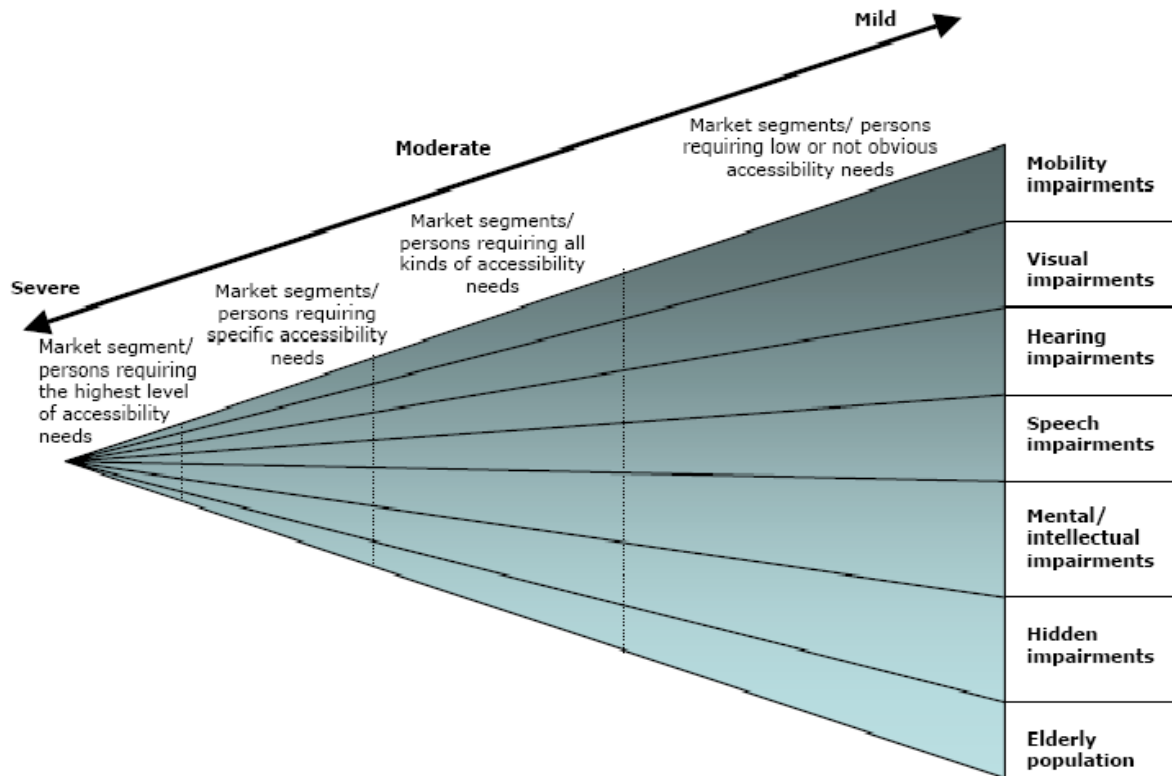 Mild
Market segments/ persons
requiring low or not obvious
accessibility needs
Moderate
Market segments/
persons requiring all
kinds of accessibility
needs
Severe
Market segments/
persons requiring
specific accessibility
needs
Market segment/
persons requiring
the highest level
of accessibility
needs
Mobility
impairments
Visual
impairments
Hearing
impairments
Speech
impairments
Mental/
intellectual
impairments
Hidden
impairments
Elderly
population